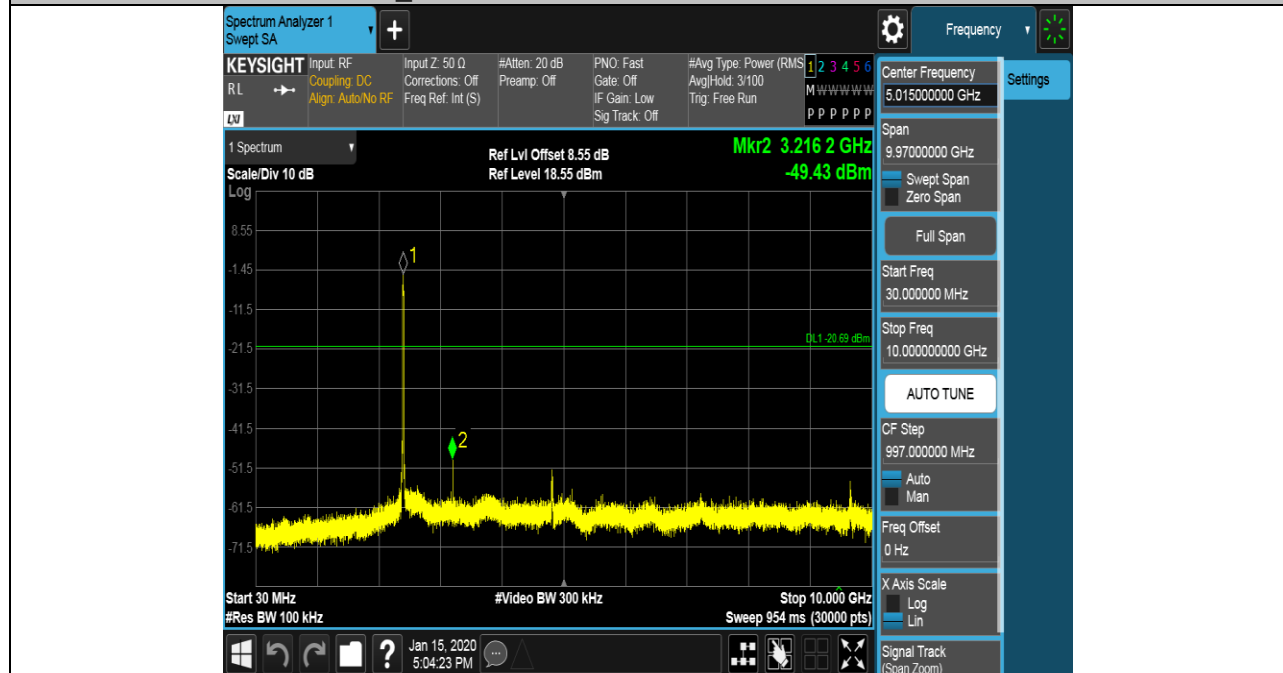 Spectrum Analyzer 1
Swept SA
+
Frequency
KEYSIGHT
RL
LXI
Input: RF
Coupling: DC
Align: Auto/No RF
Input Z: 50 Ω
Corrections: Off
Freq Ref: Int (S)
#Atten: 20 dB
Preamp: Off
PNO: Fast
Gate: Off
IF Gain: Low
Sig Track: Off
#Avg Type: Power (RMS
Avg|Hold: 3/100
Trig: Free Run
1 2 3 4 5 6
M W W W W W
P P P P P P
1 Spectrum
Scale/Div 10 dB
Log
Ref Lvl Offset 8.55 dB
Ref Level 18.55 dBm
Mkr2 3.216 2 GHz
-49.43 dBm
8.55
-1.45
-11.5
-21.5
-31.5
-41.5
-51.5
-61.5
-71.5
1
2
DL1 -20.69 dBm
Start 30 MHz
#Res BW 100 kHz
#Video BW 300 kHz
Stop 10.000 GHz
Sweep 954 ms (30000 pts)
?
Jan 15, 2020
5:04:23 PM
Center Frequency
5.015000000 GHz
Settings
Span
9.97000000 GHz
Swept Span
Zero Span
Full Span
Start Freq
30.000000 MHz
Stop Freq
10.000000000 GHz
AUTO TUNE
CF Step
997.000000 MHz
Auto
Man
Freq Offset
0 Hz
X Axis Scale
Log
Lin
Signal Track
(Span Zoom)